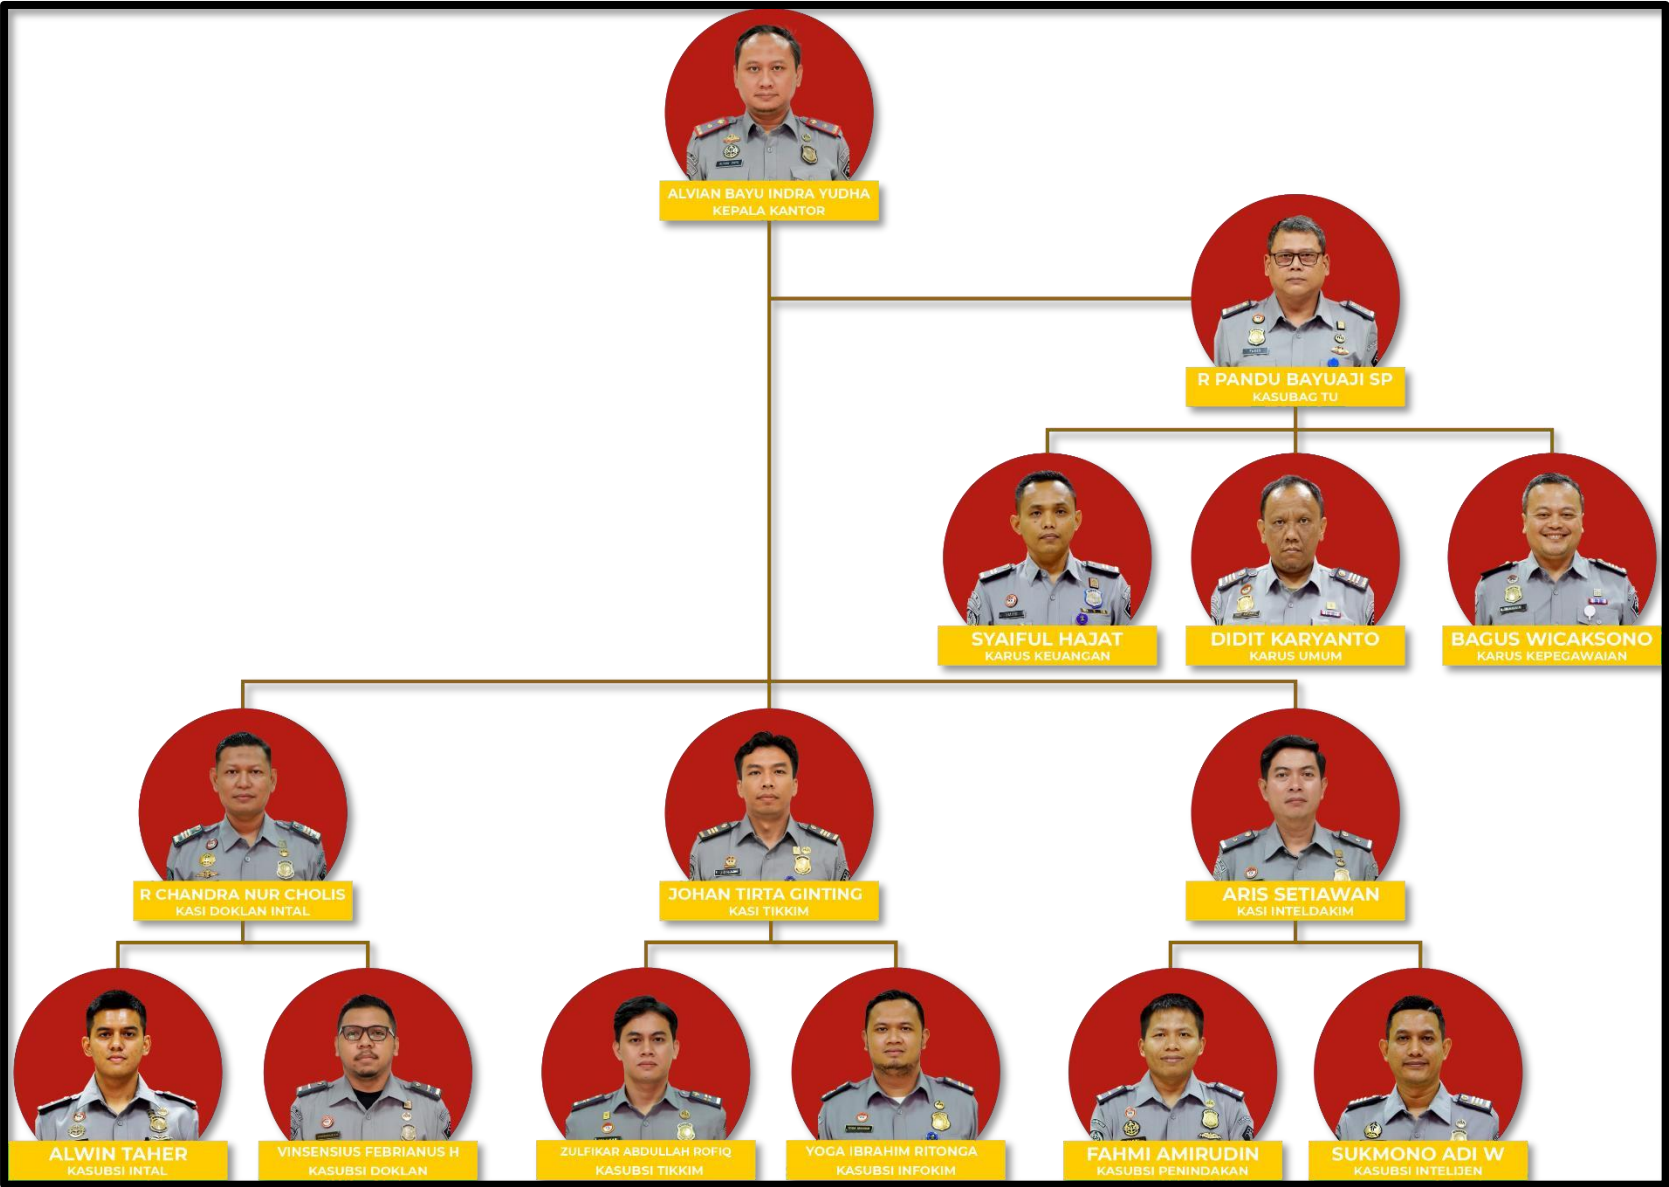 ALVIAN BAYU INDRA YUDHA
KEPALA KANTOR
R PANDU BAYUAJI SP
KASUBAG TU
SYAIFUL HAJAT
KARUS KEUANGAN
DIDIT KARYANTO
KARUS UMUM
BAGUS WICAKSONO
KARUS KEPEGAWAIAN
R CHANDRA NUR CHOLIS
KASI DOKLAN INTAL
JOHAN TIRTA GINTING
KASI TIKKIM
ARIS SETIAWAN
KASI INTELDAKIM
ALWIN TAHER
KASUBSI INTAL
VINSENSIUS FEBRIANUS H
KASUBSI DOKLAN
ZULFIKAR ABDULLAH ROFIQ
KASUBSI TIKKIM
YOGA IBRAHIM RITONGA
KASUBSI INFOKIM
FAHMI AMIRUDIN
KASUBSI PENINDAKAN
SUKMONO ADI W
KASUBSI INTELIJEN